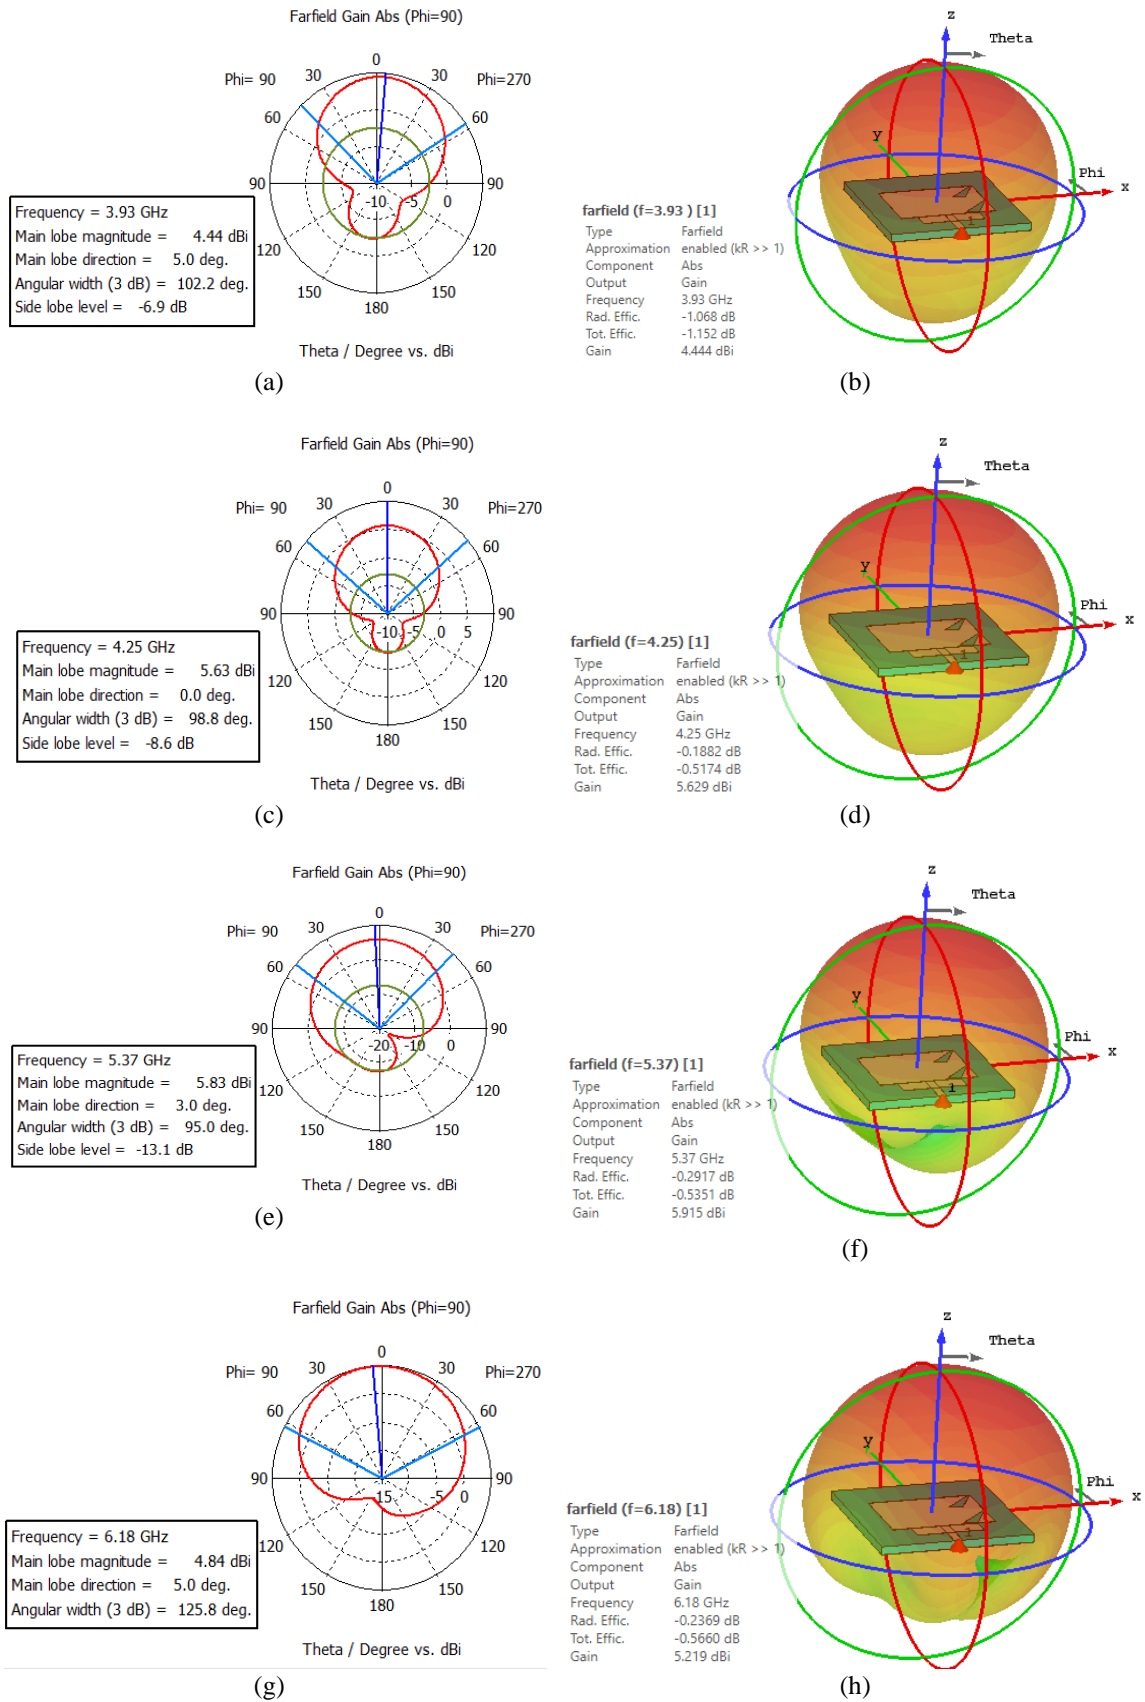 Farfield Gain Abs (Phi=90)
0
Phi= 90 30 30 Phi=270
60 60
90 -10 -5 0 90
120 120
150 150
180
Theta / Degree vs. dBi
Frequency = 3.93 GHz
Main lobe magnitude = 4.44 dBi
Main lobe direction = 5.0 deg.
Angular width (3 dB) = 102.2 deg.
Side lobe level = -6.9 dB
(a)
z
Theta
y
Phi
x
1
farfield (f=3.93 ) [1]
Type Farfield
Approximation enabled (kR >> 1)
Component Abs
Output Gain
Frequency 3.93 GHz
Rad. Effic. -1.068 dB
Tot. Effic. -1.152 dB
Gain 4.444 dBi
(b)
Farfield Gain Abs (Phi=90)
0
Phi= 90 30 30 Phi=270
60 60
90 -10 -5 0 5 90
120 120
150 150
180
Theta / Degree vs. dBi
Frequency = 4.25 GHz
Main lobe magnitude = 5.63 dBi
Main lobe direction = 0.0 deg.
Angular width (3 dB) = 98.8 deg.
Side lobe level = -8.6 dB
(c)
z
Theta
y
Phi
x
1
farfield (f=4.25) [1]
Type Farfield
Approximation enabled (kR >> 1)
Component Abs
Output Gain
Frequency 4.25 GHz
Rad. Effic. -0.1882 dB
Tot. Effic. -0.5174 dB
Gain 5.629 dBi
(d)
Farfield Gain Abs (Phi=90)
0
Phi= 90 30 30 Phi=270
60 60
90 -20 -10 0 90
120 120
150 150
180
Theta / Degree vs. dBi
Frequency = 5.37 GHz
Main lobe magnitude = 5.83 dBi
Main lobe direction = 3.0 deg.
Angular width (3 dB) = 95.0 deg.
Side lobe level = -13.1 dB
(e)
z
Theta
y
Phi
x
1
farfield (f=5.37) [1]
Type Farfield
Approximation enabled (kR >> 1)
Component Abs
Output Gain
Frequency 5.37 GHz
Rad. Effic. -0.2917 dB
Tot. Effic. -0.5351 dB
Gain 5.915 dBi
(f)
Farfield Gain Abs (Phi=90)
0
Phi= 90 30 30 Phi=270
60 60
90 -15 -5 0 90
120 120
150 150
180
Theta / Degree vs. dBi
Frequency = 6.18 GHz
Main lobe magnitude = 4.84 dBi
Main lobe direction = 5.0 deg.
Angular width (3 dB) = 125.8 deg.
(g)
z
Theta
y
Phi
x
1
farfield (f=6.18) [1]
Type Farfield
Approximation enabled (kR >> 1)
Component Abs
Output Gain
Frequency 6.18 GHz
Rad. Effic. -0.2369 dB
Tot. Effic. -0.5660 dB
Gain 5.219 dBi
(h)